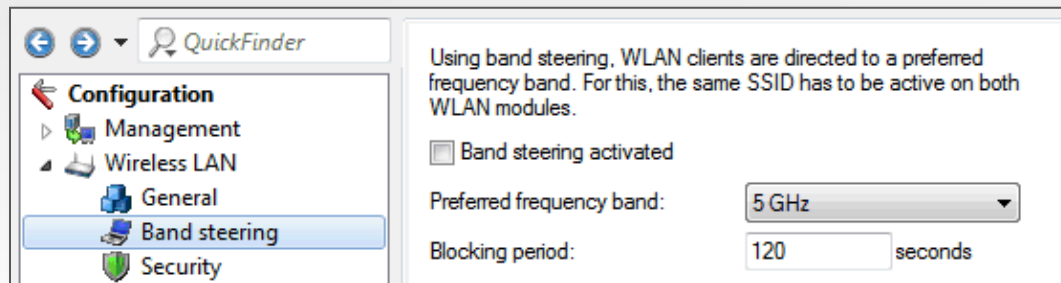 QuickFinder
Configuration
Management
Wireless LAN
General
Band steering
Security
Using band steering, WLAN clients are directed to a preferred
frequency band. For this, the same SSID has to be active on both
WLAN modules.
Band steering activated
Preferred frequency band: 5 GHz
Blocking period: 120 seconds